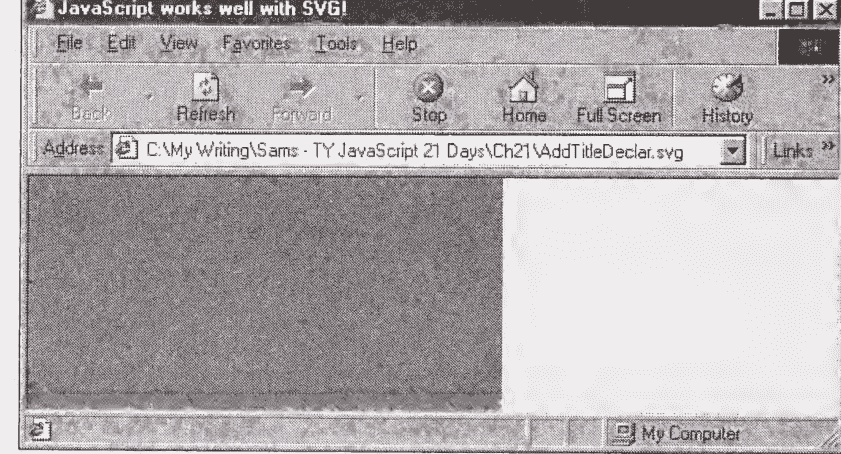 JavaScript works well with SVG!
File Edit View Favorites Tools Help
Back Refresh Forward Stop Home Full Screen History »
Address C:\My Writing\Sams - TY JavaScript 21 Days\Ch21\AddTitleDeclar.svg Links »
My Computer